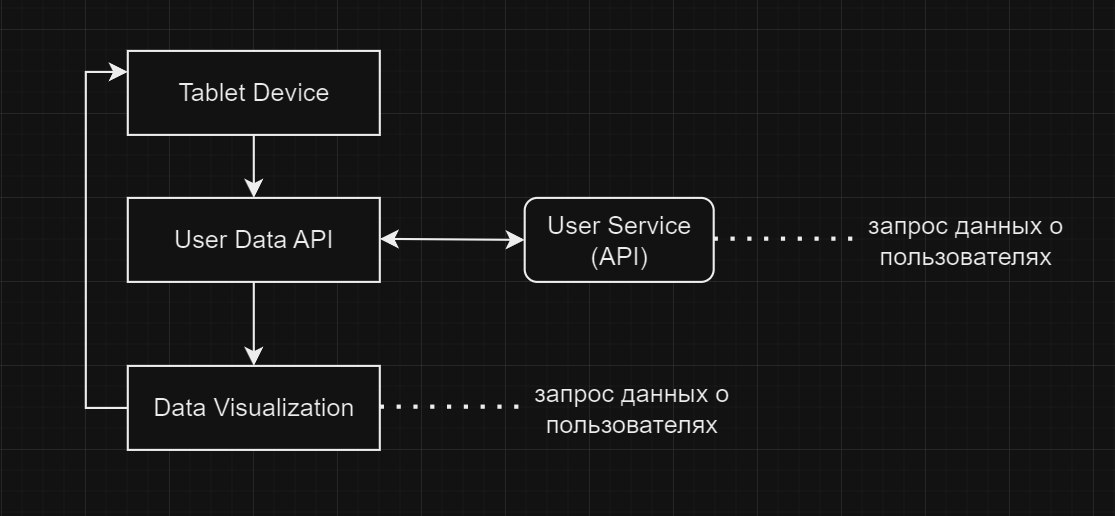 Tablet Device
User Data API
User Service
(API)
запрос данных о
пользователях
Data Visualization
запрос данных о
пользователях